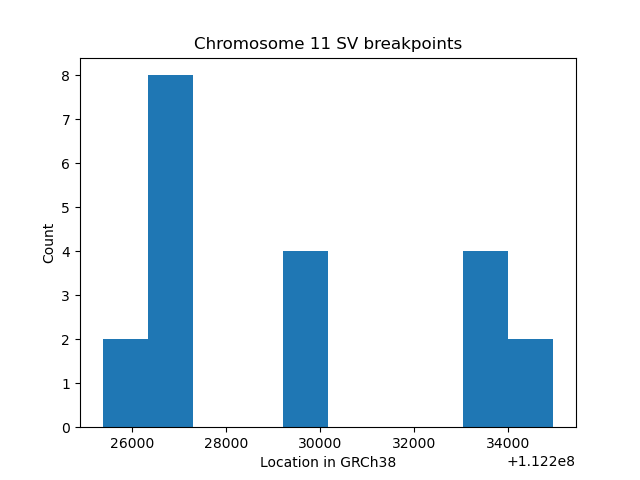 Chromosome 11 SV breakpoints
8
7
6
5
4
3
2
1
0
Count
26000 28000 30000 32000 34000
+1.122e8
Location in GRCh38